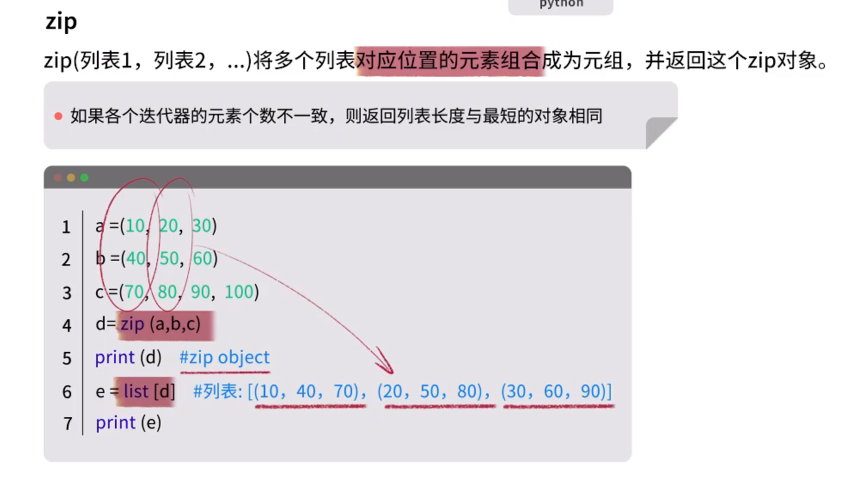 python
zip
zip(列表1，列表2，...)将多个列表对应位置的元素组合成为元组，并返回这个zip对象。
如果各个迭代器的元素个数不一致，则返回列表长度与最短的对象相同
1 a =(10, 20, 30)
2 b =(40, 50, 60)
3 c =(70, 80, 90, 100)
4 d= zip (a,b,c)
5 print (d) #zip object
6 e = list [d] #列表: [(10，40，70)，(20，50，80)，(30，60，90)]
7 print (e)